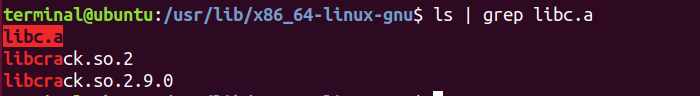 terminal@ubuntu:/usr/lib/x86_64-linux-gnu$ ls | grep libc.a
libc.a
libcrack.so.2
libcrack.so.2.9.0